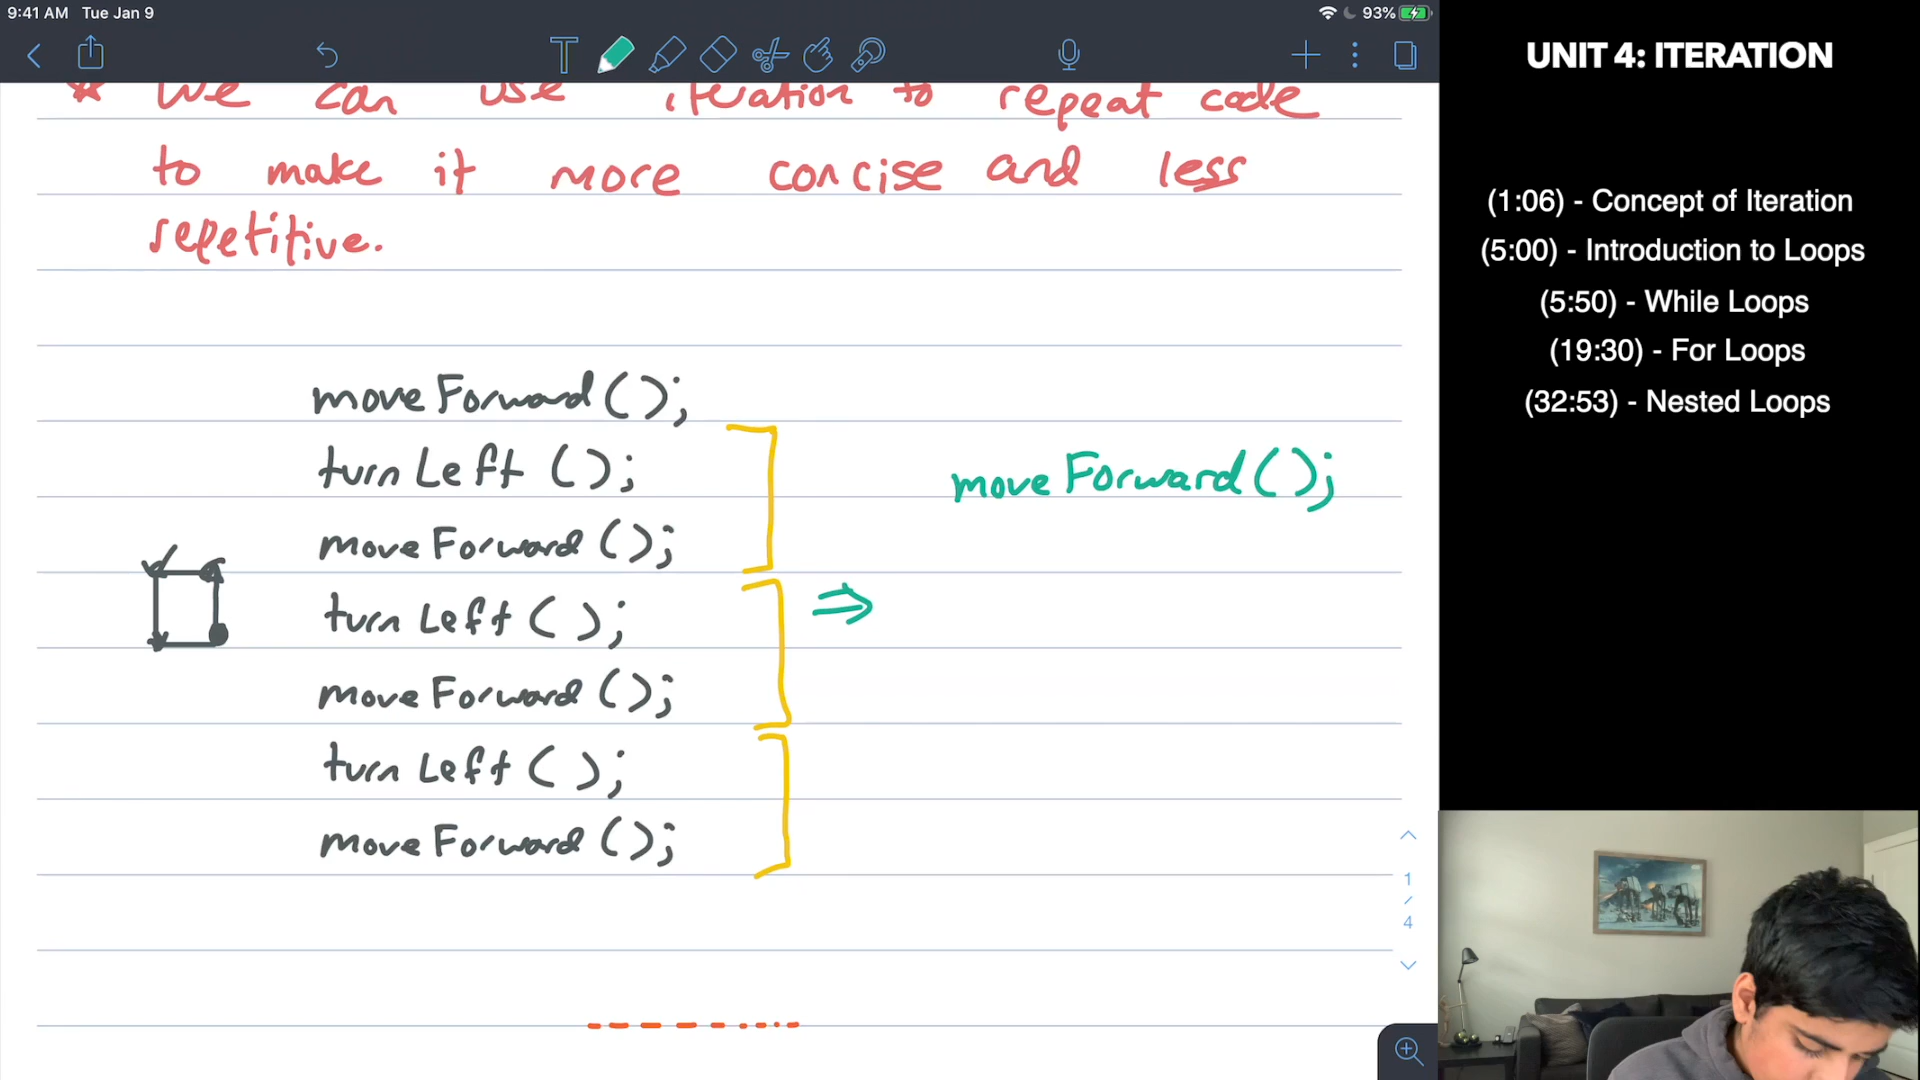 9:41 AM Tue Jan 9
93%
* We can use iteration to repeat code
to make it more concise and less
repetitive.
moveForward();
turnLeft();
moveForward();
turnLeft();
moveForward();
turnLeft();
moveForward();
⇒
moveForward();
1
/
4
UNIT 4: ITERATION
(1:06) - Concept of Iteration
(5:00) - Introduction to Loops
(5:50) - While Loops
(19:30) - For Loops
(32:53) - Nested Loops